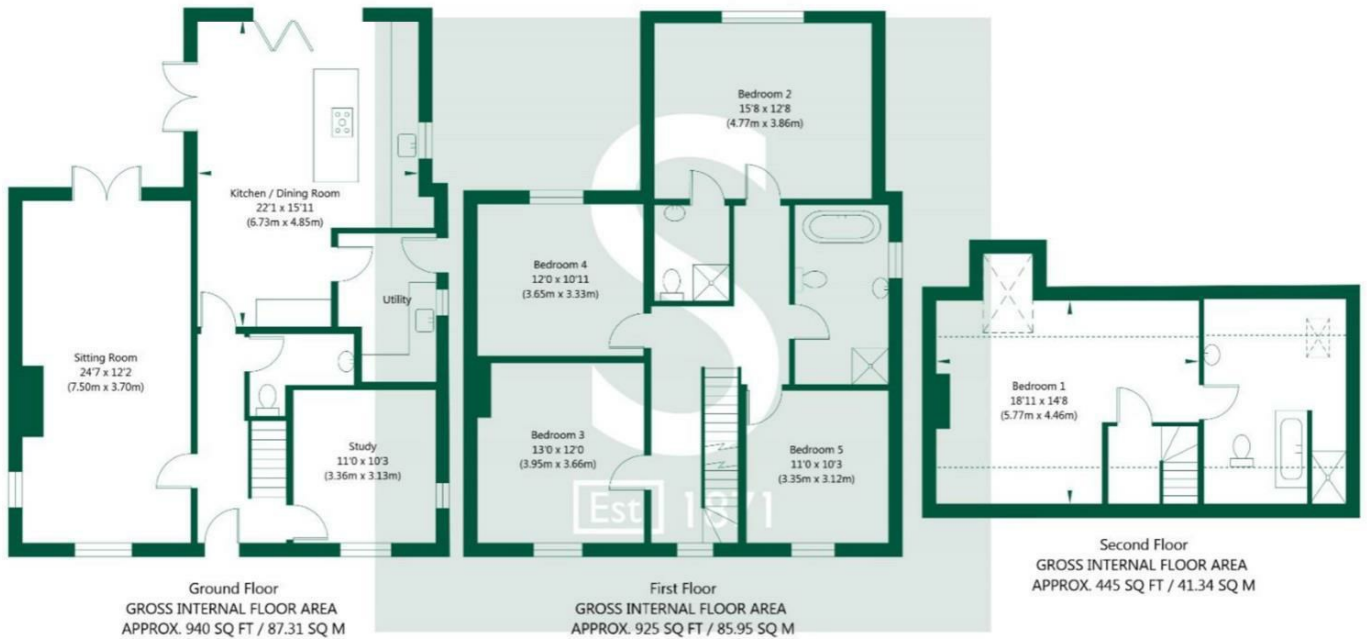 Kitchen / Dining Room
22'1 x 15'11
(6.73m x 4.85m)
Utility
Sitting Room
24'7 x 12'2
(7.50m x 3.70m)
Study
11'0 x 10'3
(3.36m x 3.13m)
Ground Floor
GROSS INTERNAL FLOOR AREA
APPROX. 940 SQ FT / 87.31 SQ M
Bedroom 2
15'8 x 12'8
(4.77m x 3.86m)
Bedroom 4
12'0 x 10'11
(3.65m x 3.33m)
Bedroom 3
13'0 x 12'0
(3.95m x 3.66m)
Bedroom 5
11'0 x 10'3
(3.35m x 3.12m)
S
Est. 1871
First Floor
GROSS INTERNAL FLOOR AREA
APPROX. 925 SQ FT / 85.95 SQ M
Bedroom 1
18'11 x 14'8
(5.77m x 4.46m)
Second Floor
GROSS INTERNAL FLOOR AREA
APPROX. 445 SQ FT / 41.34 SQ M